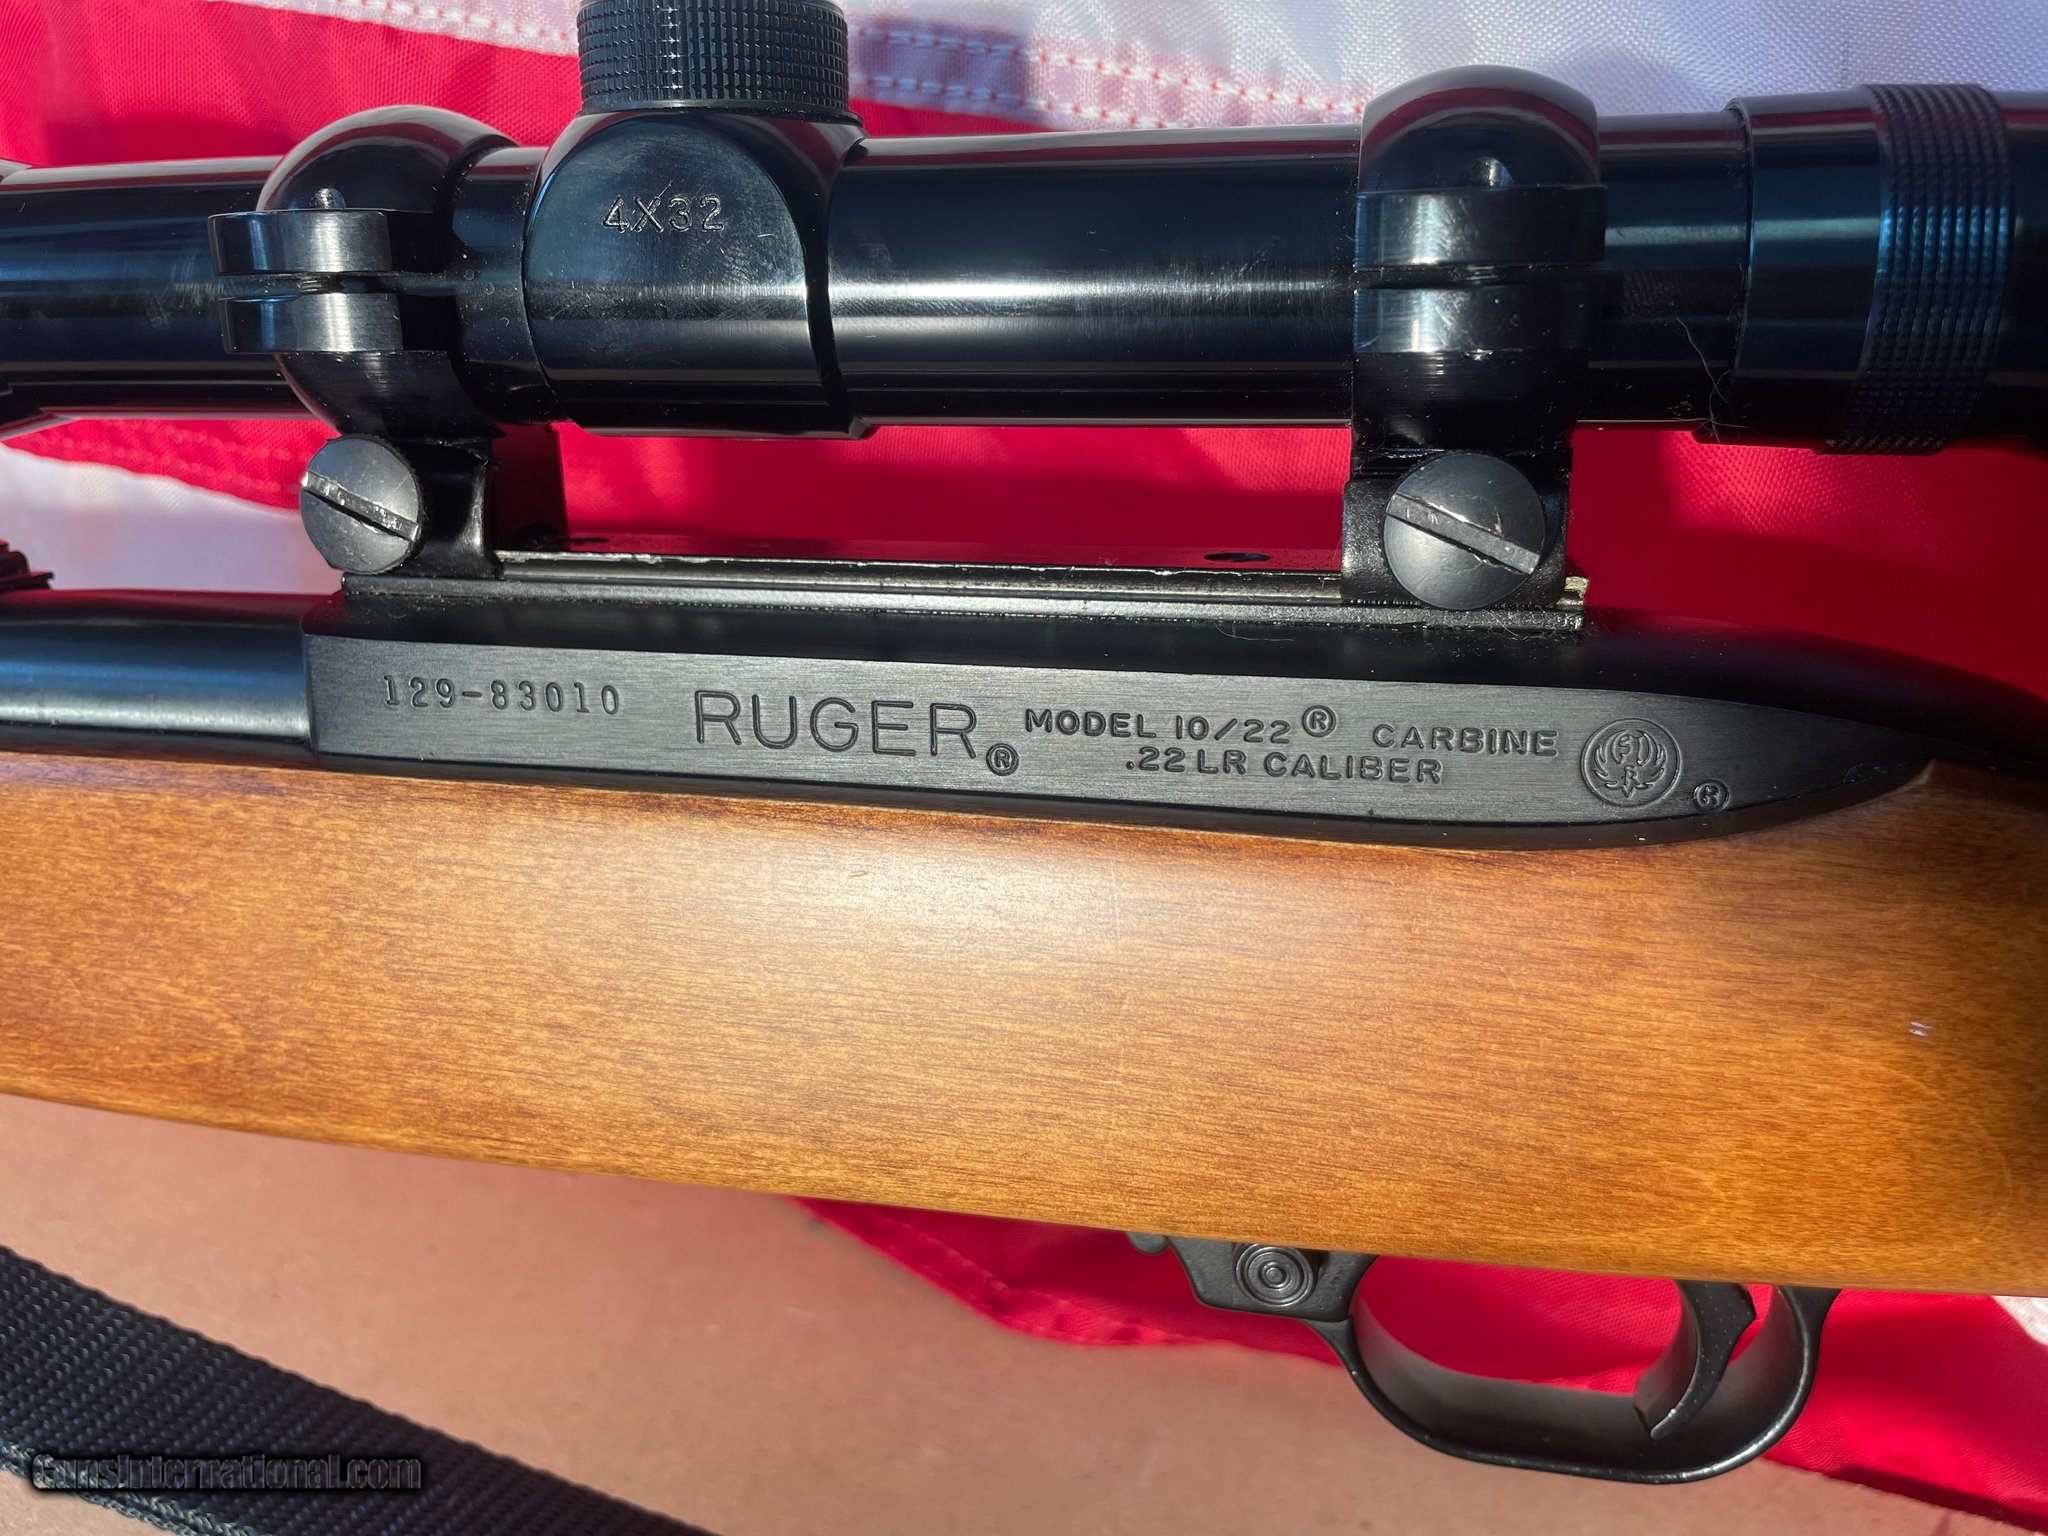 4X32
129-83010
RUGER® MODEL 10/22® CARBINE
.22 LR CALIBER
®
GunsInternational.com